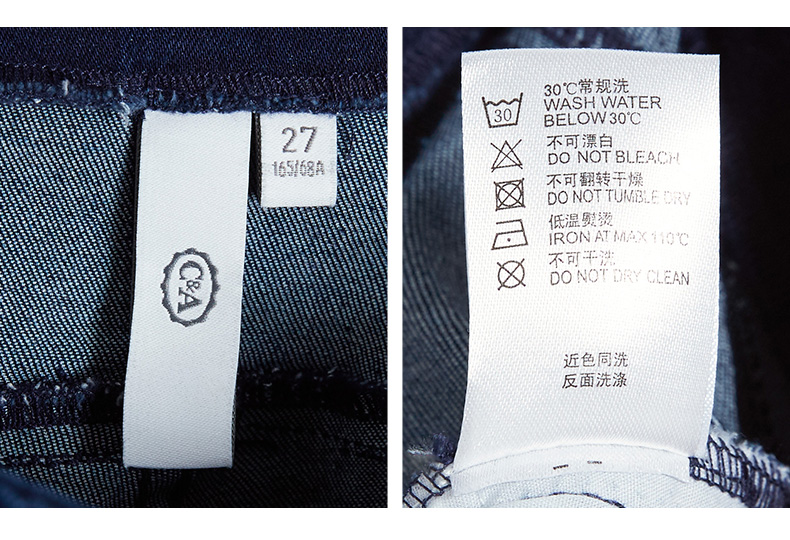 27
165/68A
C&A
30
30℃常规洗
WASH WATER
BELOW 30℃
不可漂白
DO NOT BLEACH
不可翻转干燥
DO NOT TUMBLE DRY
低温熨烫
IRON AT MAX 110℃
不可干洗
DO NOT DRY CLEAN
近色同洗
反面洗涤